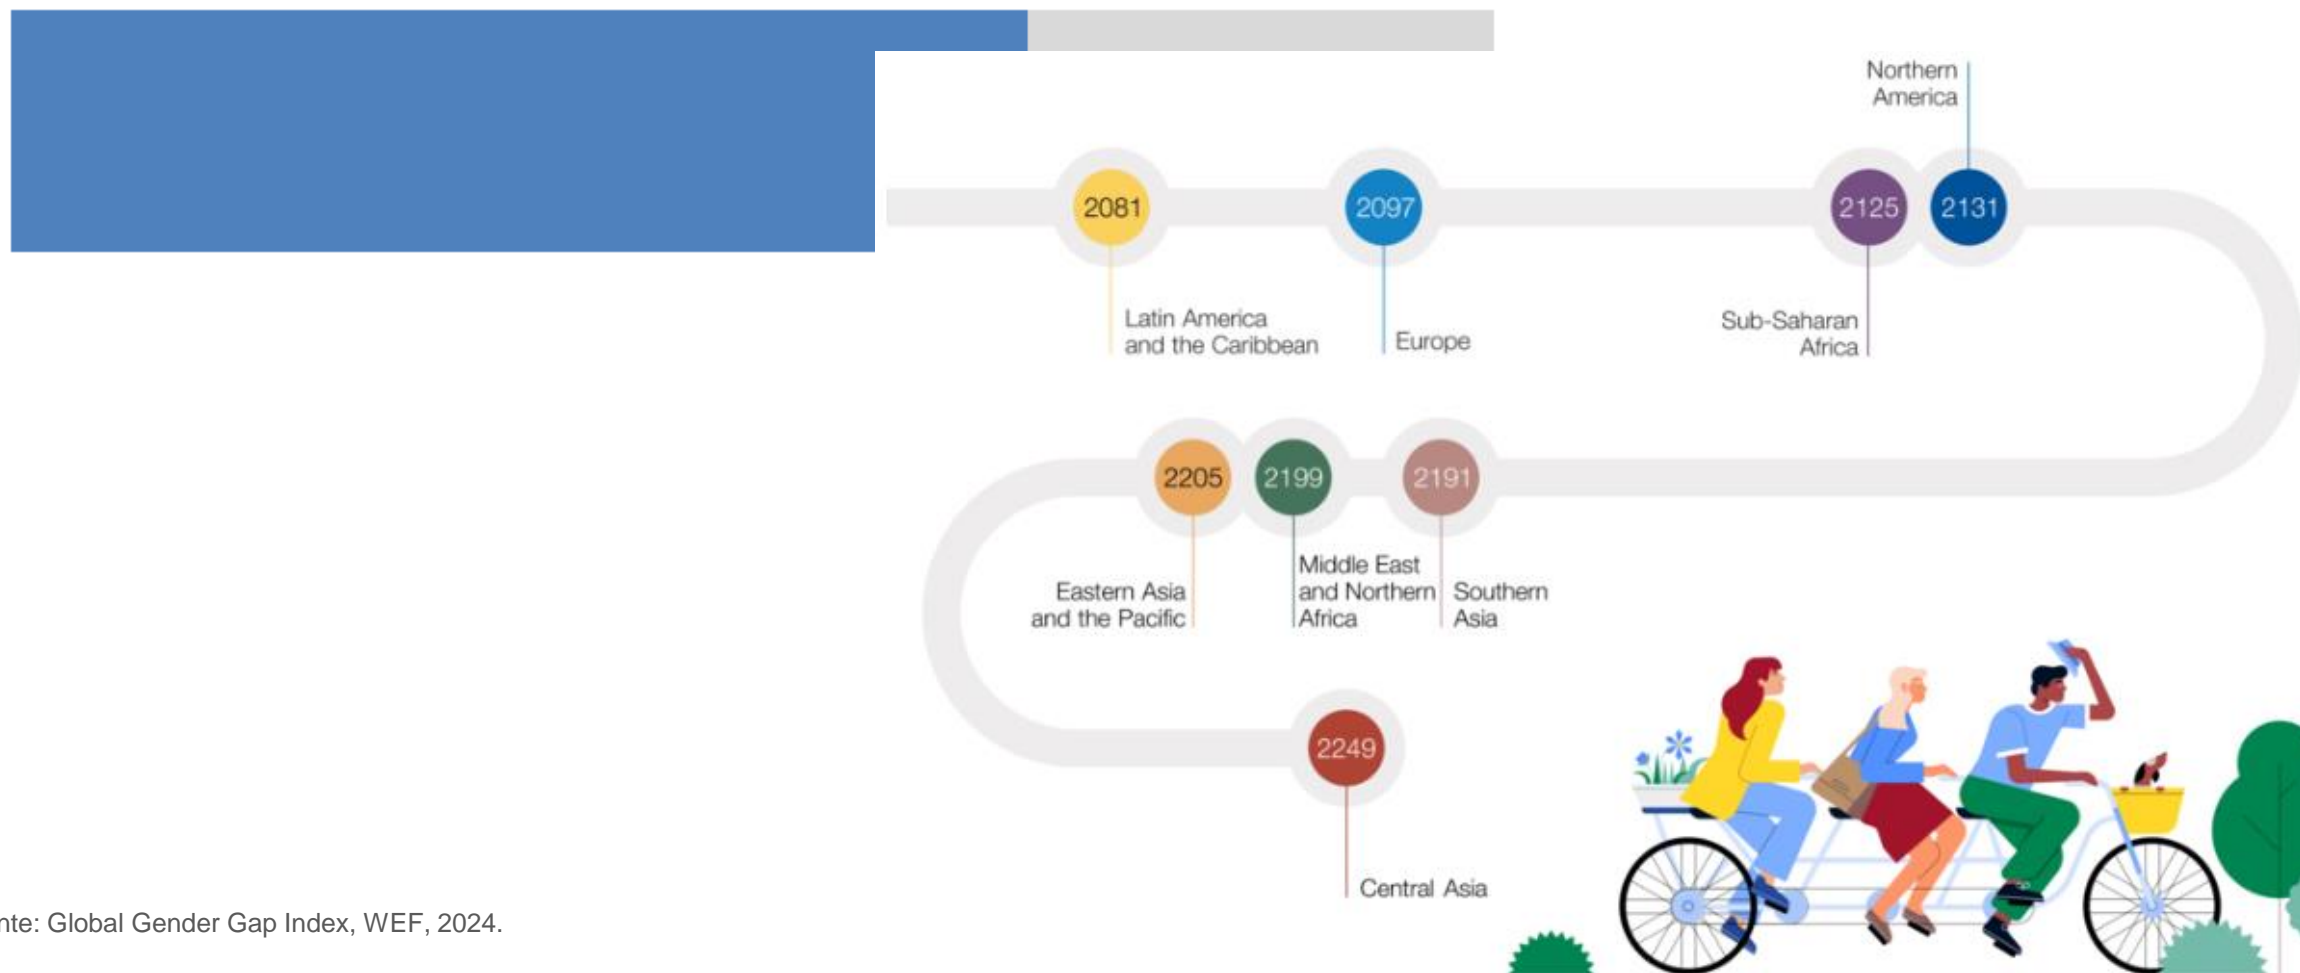 Northern
America
2081
2097
2125
2131
Latin America
and the Caribbean
Europe
Sub-Saharan
Africa
2205
2199
2191
Eastern Asia
and the Pacific
Middle East
and Northern
Africa
Southern
Asia
2249
Central Asia
nte: Global Gender Gap Index, WEF, 2024.